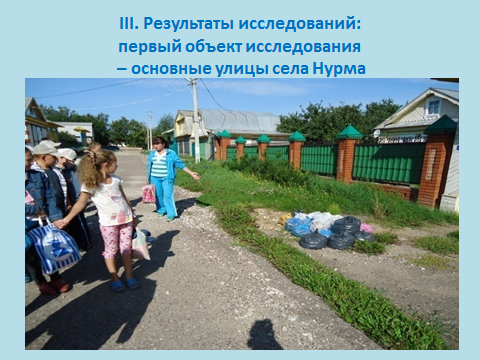 III. Результаты исследований:
первый объект исследования
– основные улицы села Нурма